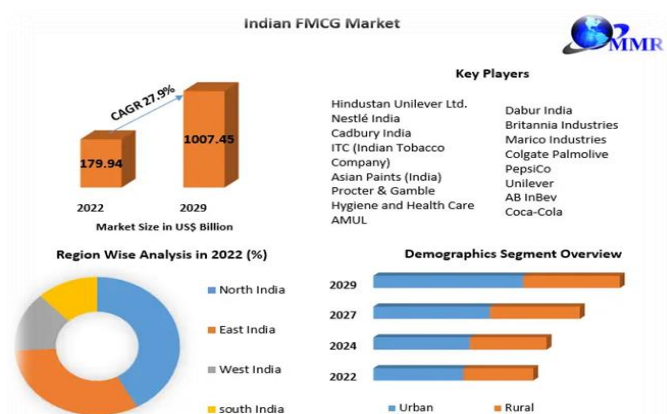 Indian FMCG Market
MMR
CAGR 27.9%
179.94
1007.45
2022
2029
Market Size in US$ Billion
Key Players
Hindustan Unilever Ltd.
Nestlé India
Cadbury India
ITC (Indian Tobacco
Company)
Asian Paints (India)
Procter & Gamble
Hygiene and Health Care
AMUL
Dabur India
Britannia Industries
Marico Industries
Colgate Palmolive
PepsiCo
Unilever
AB InBev
Coca-Cola
Region Wise Analysis in 2022 (%)
North India
East India
West India
south India
Demographics Segment Overview
2029
2027
2024
2022
Urban
Rural